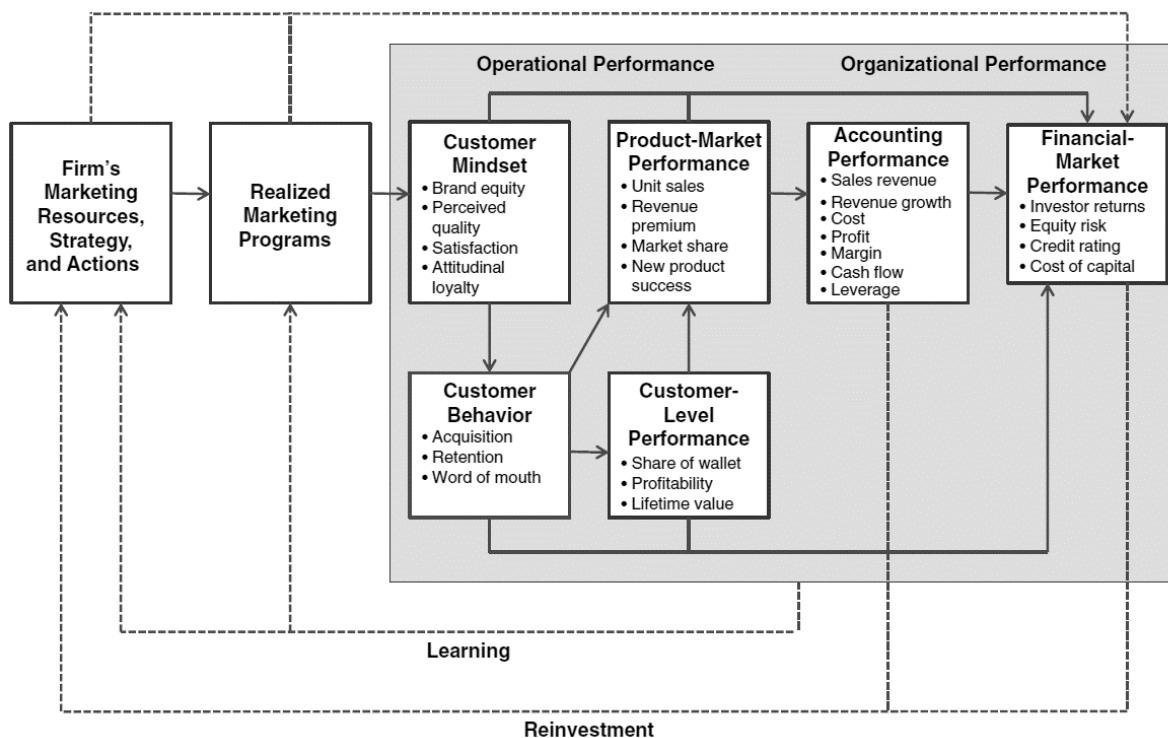 Operational Performance
Organizational Performance
Firm's
Marketing
Resources,
Strategy,
and Actions
Realized
Marketing
Programs
Customer
Mindset
• Brand equity
• Perceived
quality
• Satisfaction
• Attitudinal
loyalty
Product-Market
Performance
• Unit sales
• Revenue
premium
• Market share
• New product
success
Accounting
Performance
• Sales revenue
• Revenue growth
• Cost
• Profit
• Margin
• Cash flow
• Leverage
Financial-
Market
Performance
• Investor returns
• Equity risk
• Credit rating
• Cost of capital
Customer
Behavior
• Acquisition
• Retention
• Word of mouth
Customer-
Level
Performance
• Share of wallet
• Profitability
• Lifetime value
Learning
Reinvestment